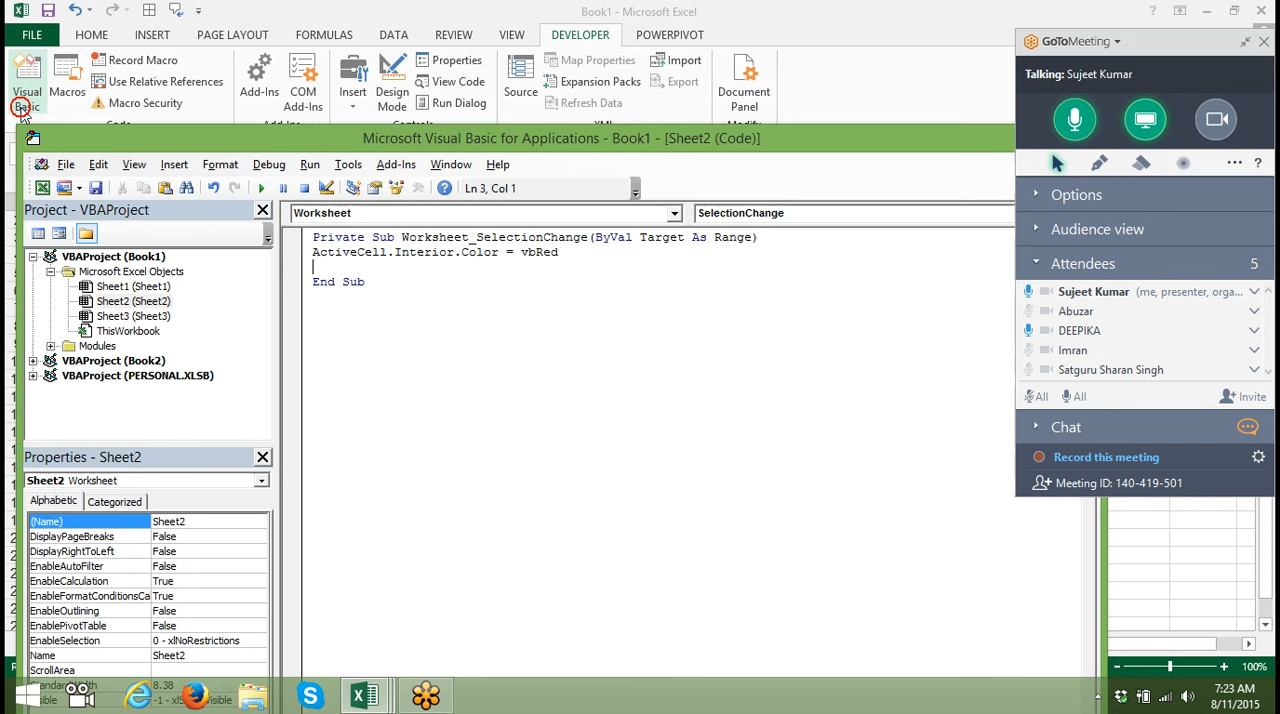 Book1 - Microsoft Excel
FILE HOME INSERT PAGE LAYOUT FORMULAS DATA REVIEW VIEW DEVELOPER POWERPIVOT
Visual Basic
Macros
Record Macro
Use Relative References
Macro Security
Add-Ins
COM Add-Ins
Insert
Design Mode
Properties
View Code
Run Dialog
Source
Map Properties
Expansion Packs
Refresh Data
Import
Export
Document Panel
GoToMeeting
Talking: Sujeet Kumar
Options
Audience view
Attendees 5
Sujeet Kumar (me, presenter, orga...
Abuzar
DEEPIKA
Imran
Satguru Sharan Singh
All All Invite
Chat
Record this meeting
Meeting ID: 140-419-501
Microsoft Visual Basic for Applications - Book1 - [Sheet2 (Code)]
File Edit View Insert Format Debug Run Tools Add-Ins Window Help
Ln 3, Col 1
Project - VBAProject
VBAProject (Book1)
Microsoft Excel Objects
Sheet1 (Sheet1)
Sheet2 (Sheet2)
Sheet3 (Sheet3)
ThisWorkbook
Modules
VBAProject (Book2)
VBAProject (PERSONAL.XLSB)
Worksheet SelectionChange
Private Sub Worksheet_SelectionChange(ByVal Target As Range)
ActiveCell.Interior.Color = vbRed
End Sub
Properties - Sheet2
Sheet2 Worksheet
Alphabetic Categorized
(Name) Sheet2
DisplayPageBreaks False
DisplayRightToLeft False
EnableAutoFilter False
EnableCalculation True
EnableFormatConditionsCa True
EnableOutlining False
EnablePivotTable False
EnableSelection 0 - xlNoRestrictions
Name Sheet2
ScrollArea
100%
7:23 AM
8/11/2015